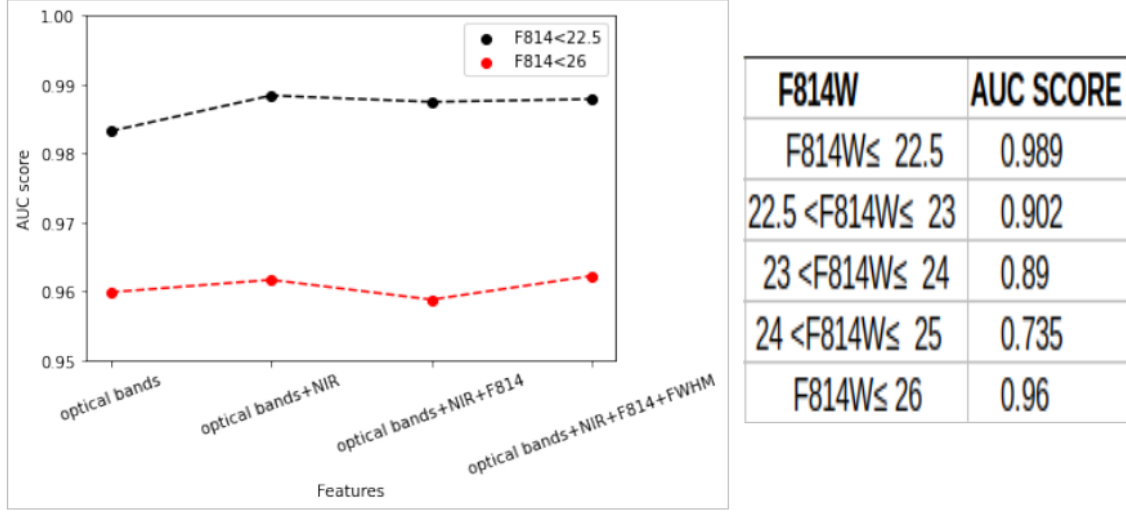 1.00
0.99
0.98
0.97
0.96
0.95
AUC score
F814<22.5
F814<26
optical bands
optical bands+NIR
optical bands+NIR+F814
optical bands+NIR+F814+FWHM
Features
F814W AUC SCORE
F814W≤ 22.5 0.989
22.5 <F814W≤ 23 0.902
23 <F814W≤ 24 0.89
24 <F814W≤ 25 0.735
F814W≤ 26 0.96